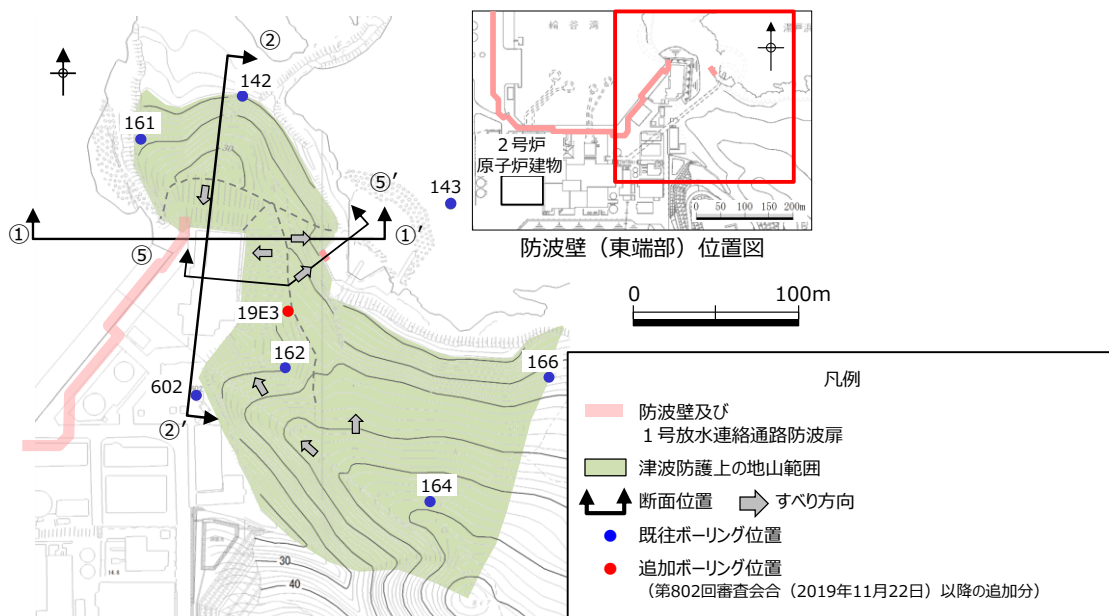 ②
142
161
30
⑤’
143
①
①’
⑤
19E3
162
602
②’
166
164
30
40
14.6
輪谷湾
2号炉
原子炉建物
0 50 100 150 200m
防波壁（東端部）位置図
0 100m
凡例
防波壁及び
1号放水連絡通路防波扉
津波防護上の地山範囲
断面位置
すべり方向
既往ボーリング位置
追加ボーリング位置
（第802回審査会合（2019年11月22日）以降の追加分）